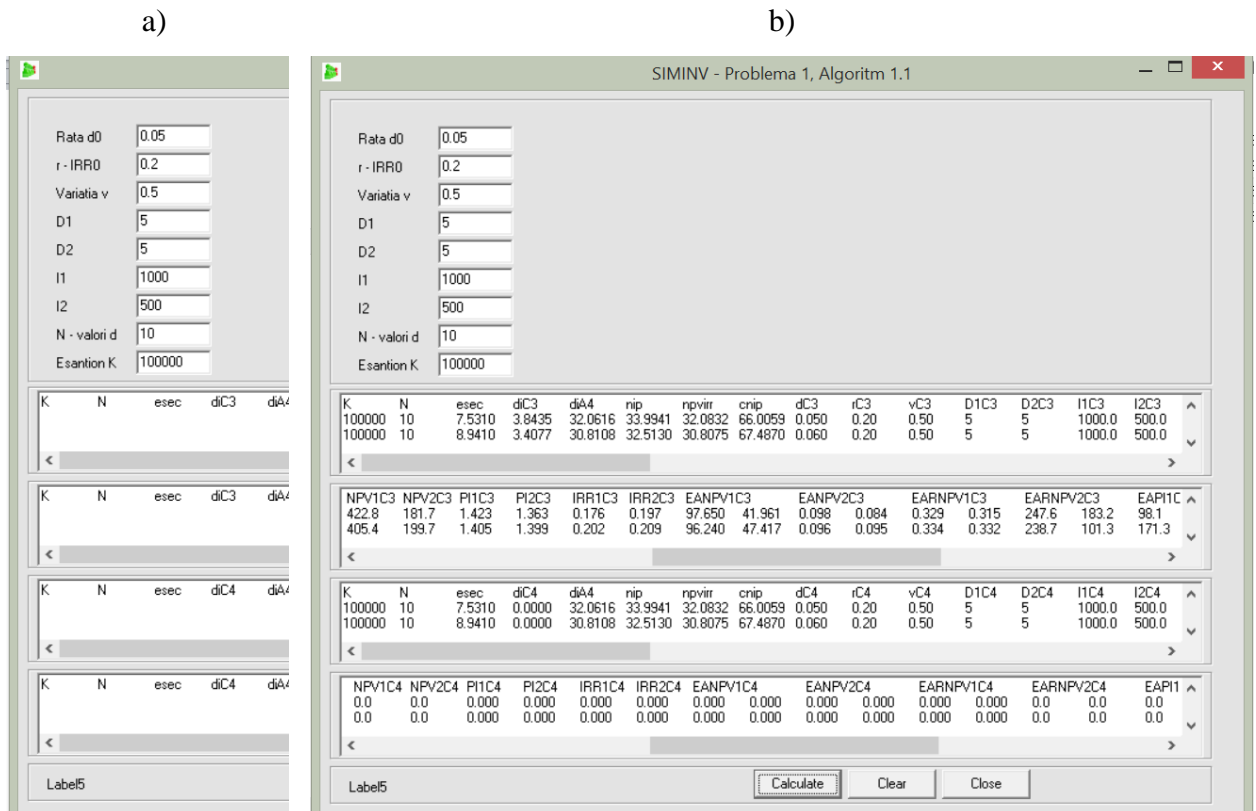 a) b)
SIMINV - Problema 1, Algoritm 1.1
Rata d0 0.05
r - IRR0 0.2
Variatia v 0.5
D1 5
D2 5
I1 1000
I2 500
N - valori d 10
Esantion K 100000
K N esec diC3 diA4
K N esec diC3 diA4
K N esec diC4 diA4
K N esec diC4 diA4
Label5
Rata d0 0.05
r - IRR0 0.2
Variatia v 0.5
D1 5
D2 5
I1 1000
I2 500
N - valori d 10
Esantion K 100000
K N esec diC3 diA4 nip npvirr cnip dC3 rC3 vC3 D1C3 D2C3 I1C3 I2C3
100000 10 7.5310 3.8435 32.0616 33.9941 32.0832 66.0059 0.050 0.20 0.50 5 5 1000.0 500.0
100000 10 8.9410 3.4077 30.8108 32.5130 30.8075 67.4870 0.060 0.20 0.50 5 5 1000.0 500.0
NPV1C3 NPV2C3 PI1C3 PI2C3 IRR1C3 IRR2C3 EANPV1C3 EANPV2C3 EARNPV1C3 EARNPV2C3 EAPI1C
422.8 181.7 1.423 1.363 0.176 0.197 97.650 41.961 0.098 0.084 0.329 0.315 247.6 183.2 98.1
405.4 199.7 1.405 1.399 0.202 0.209 96.240 47.417 0.096 0.095 0.334 0.332 238.7 101.3 171.3
K N esec diC4 diA4 nip npvirr cnip dC4 rC4 vC4 D1C4 D2C4 I1C4 I2C4
100000 10 7.5310 0.0000 32.0616 33.9941 32.0832 66.0059 0.050 0.20 0.50 5 5 1000.0 500.0
100000 10 8.9410 0.0000 30.8108 32.5130 30.8075 67.4870 0.060 0.20 0.50 5 5 1000.0 500.0
NPV1C4 NPV2C4 PI1C4 PI2C4 IRR1C4 IRR2C4 EANPV1C4 EANPV2C4 EARNPV1C4 EARNPV2C4 EAPI1
0.0 0.0 0.000 0.000 0.000 0.000 0.000 0.000 0.000 0.000 0.000 0.000 0.0 0.0 0.0
0.0 0.0 0.000 0.000 0.000 0.000 0.000 0.000 0.000 0.000 0.000 0.000 0.0 0.0 0.0
Label5 Calculate Clear Close